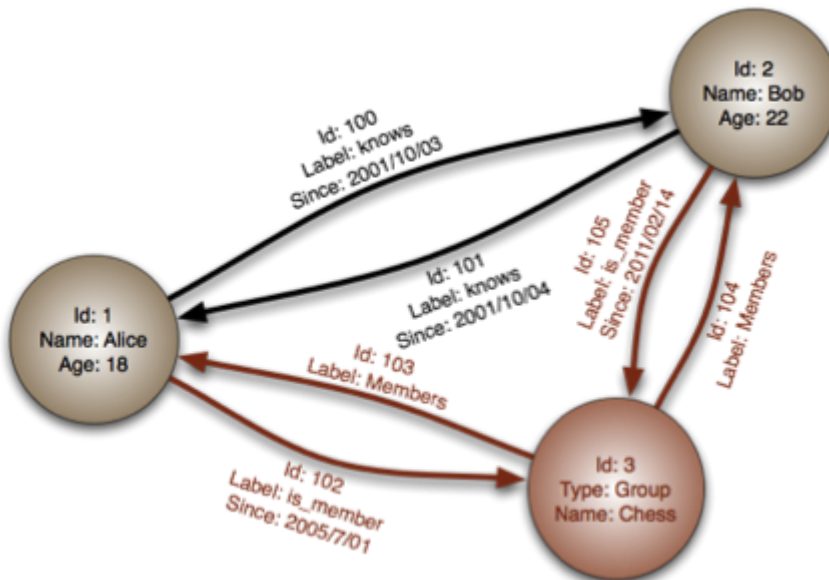 Id: 2
Name: Bob
Age: 22
Id: 100
Label: knows
Since: 2001/10/03
Id: 101
Label: knows
Since: 2001/10/04
Id: 105
Label: is_member
Since: 2011/02/14
Id: 104
Label: Members
Id: 1
Name: Alice
Age: 18
Id: 103
Label: Members
Id: 102
Label: is_member
Since: 2005/7/01
Id: 3
Type: Group
Name: Chess